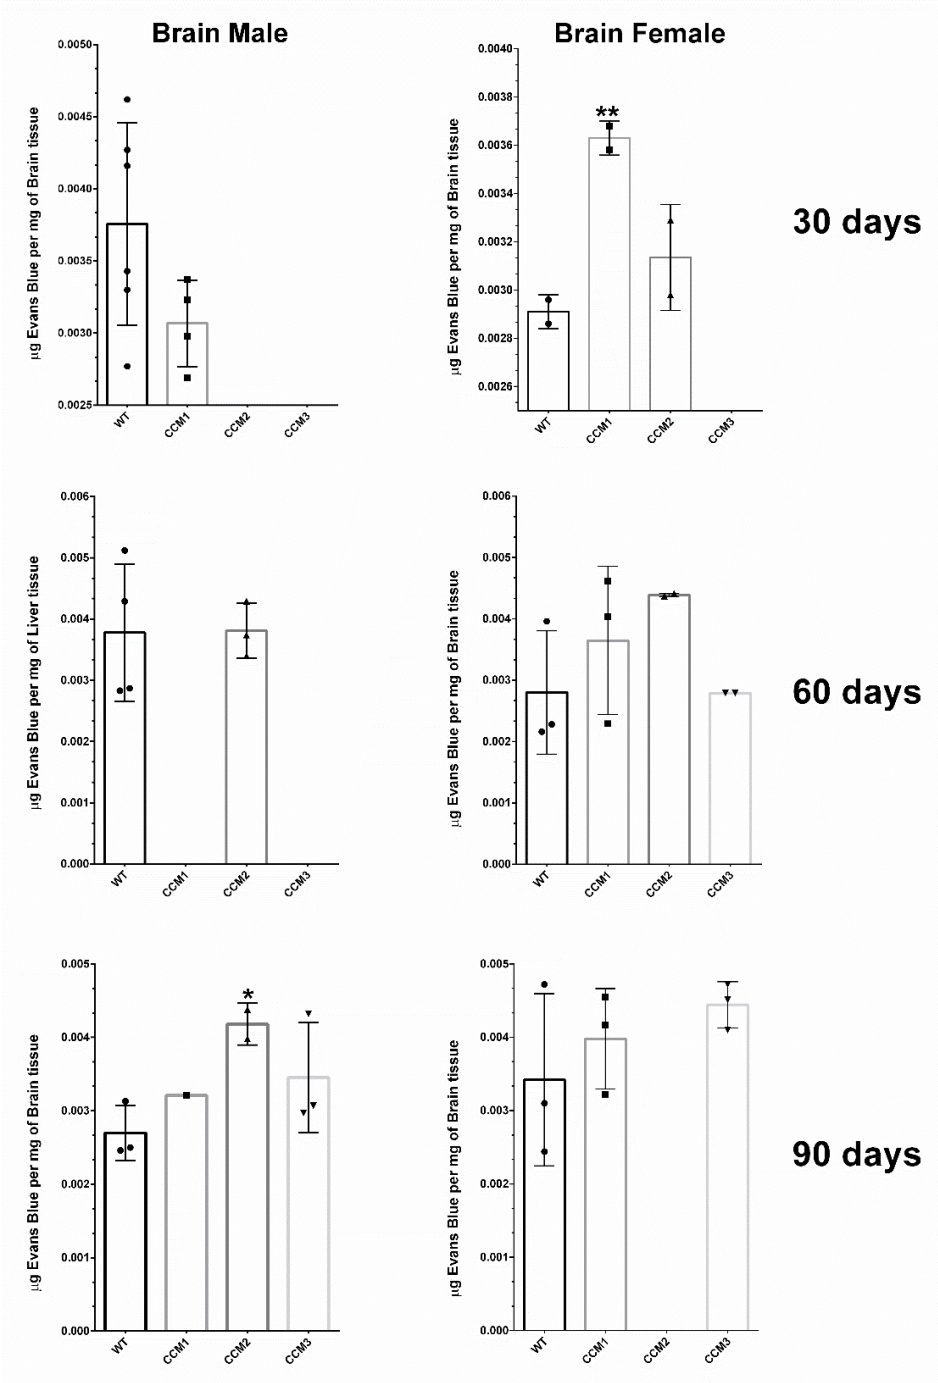 Brain Male
Brain Female
µg Evans Blue per mg of Brain tissue
0.0050
0.0045
0.0040
0.0035
0.0030
0.0025
WT
CCM1
CCM2
CCM3
µg Evans Blue per mg of Brain tissue
0.0040
0.0038
0.0036
0.0034
0.0032
0.0030
0.0028
0.0026
**
WT
CCM1
CCM2
CCM3
30 days
µg Evans Blue per mg of Liver tissue
0.006
0.005
0.004
0.003
0.002
0.001
0.000
WT
CCM1
CCM2
CCM3
µg Evans Blue per mg of Brain tissue
0.006
0.005
0.004
0.003
0.002
0.001
0.000
WT
CCM1
CCM2
CCM3
60 days
µg Evans Blue per mg of Brain tissue
0.005
0.004
0.003
0.002
0.001
0.000
*
WT
CCM1
CCM2
CCM3
µg Evans Blue per mg of Brain tissue
0.005
0.004
0.003
0.002
0.001
0.000
WT
CCM1
CCM2
CCM3
90 days